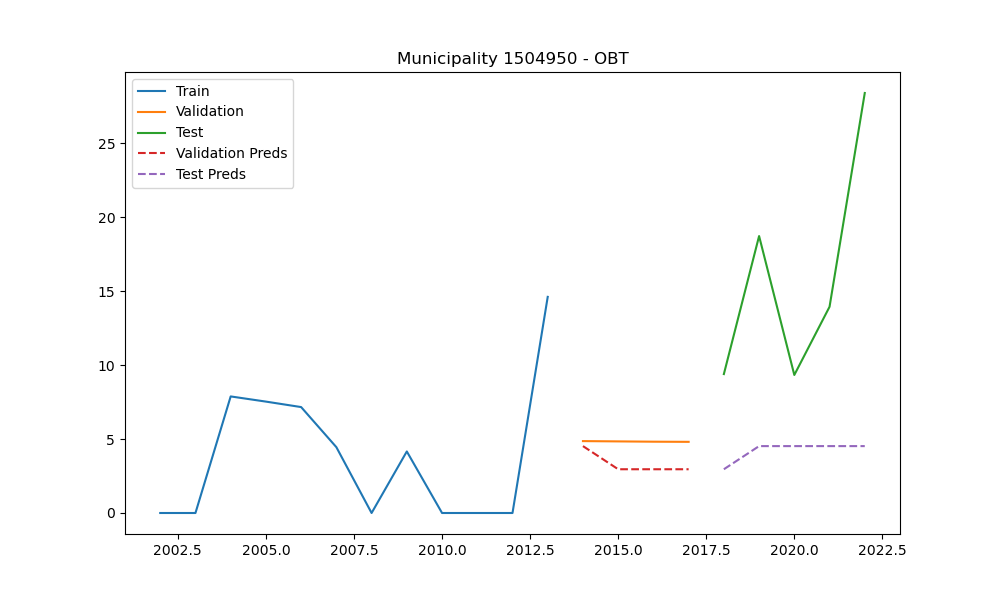 Municipality 1504950 - OBT
Train
Validation
Test
Validation Preds
Test Preds
25
20
15
10
5
0
2002.5 2005.0 2007.5 2010.0 2012.5 2015.0 2017.5 2020.0 2022.5